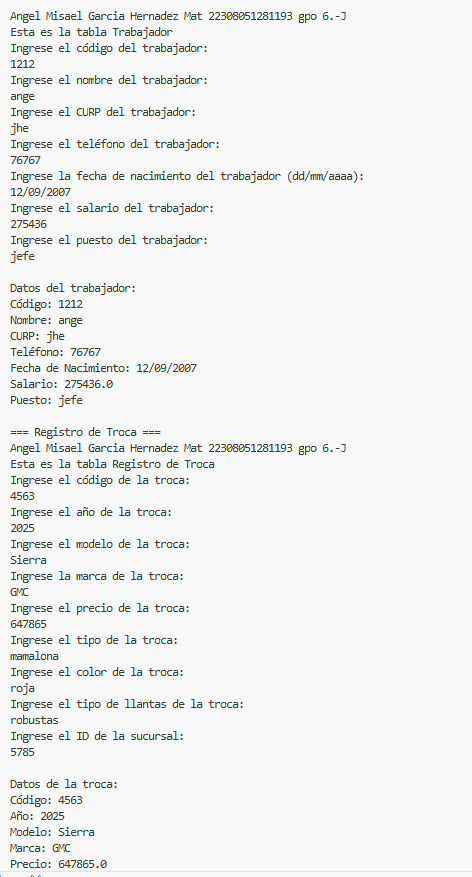 Angel Misael Garcia Hernadez Mat 22308051281193 gpo 6.-J
Esta es la tabla Trabajador
Ingrese el código del trabajador:
1212
Ingrese el nombre del trabajador:
ange
Ingrese el CURP del trabajador:
jhe
Ingrese el teléfono del trabajador:
76767
Ingrese la fecha de nacimiento del trabajador (dd/mm/aaaa):
12/09/2007
Ingrese el salario del trabajador:
275436
Ingrese el puesto del trabajador:
jefe
Datos del trabajador:
Código: 1212
Nombre: ange
CURP: jhe
Teléfono: 76767
Fecha de Nacimiento: 12/09/2007
Salario: 275436.0
Puesto: jefe
=== Registro de Troca ===
Angel Misael Garcia Hernadez Mat 22308051281193 gpo 6.-J
Esta es la tabla Registro de Troca
Ingrese el código de la troca:
4563
Ingrese el año de la troca:
2025
Ingrese el modelo de la troca:
Sierra
Ingrese la marca de la troca:
GMC
Ingrese el precio de la troca:
647865
Ingrese el tipo de la troca:
mamalona
Ingrese el color de la troca:
roja
Ingrese el tipo de llantas de la troca:
robustas
Ingrese el ID de la sucursal:
5785
Datos de la troca:
Código: 4563
Año: 2025
Modelo: Sierra
Marca: GMC
Precio: 647865.0